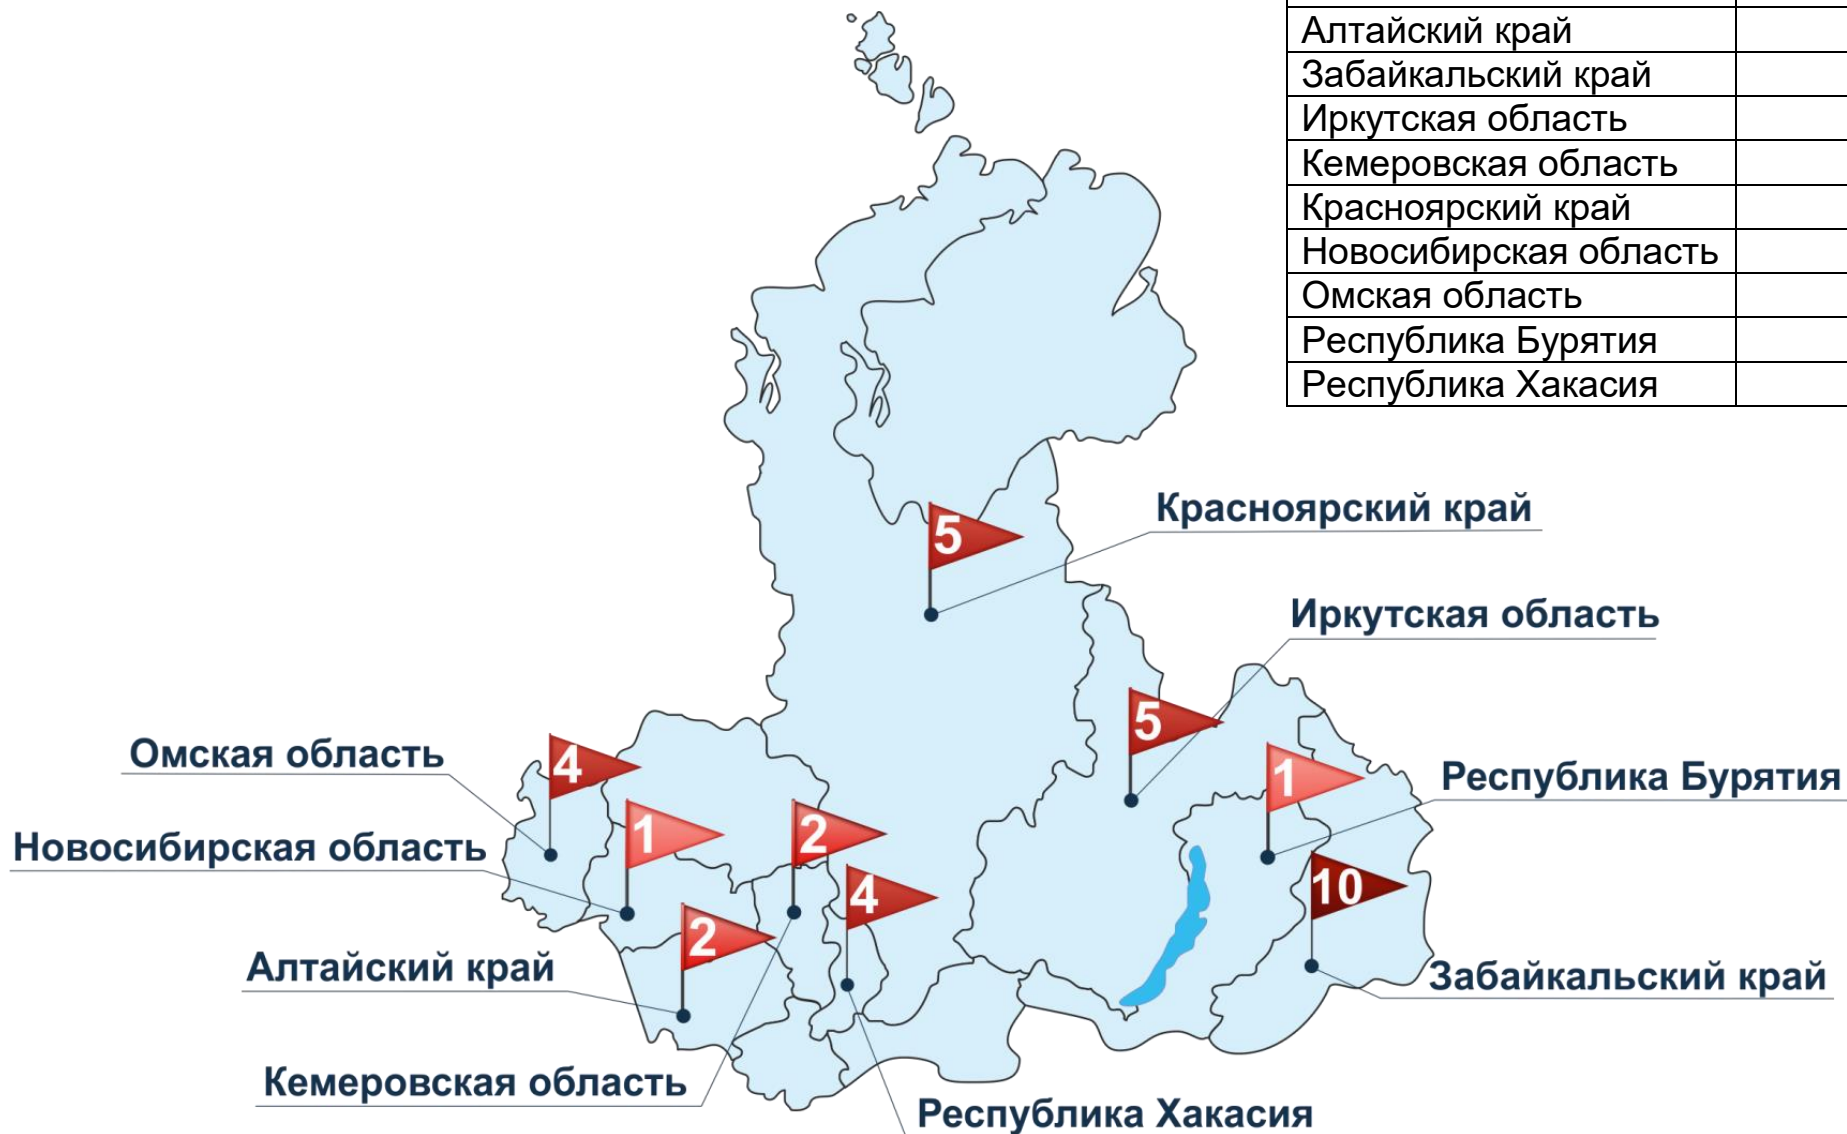 Алтайский край
Забайкальский край
Иркутская область
Кемеровская область
Красноярский край
Новосибирская область
Омская область
Республика Бурятия
Республика Хакасия
5
Красноярский край
Иркутская область
5
Омская область
4
1
Республика Бурятия
Новосибирская область
1
2
4
10
2
Алтайский край
Забайкальский край
Кемеровская область
Республика Хакасия